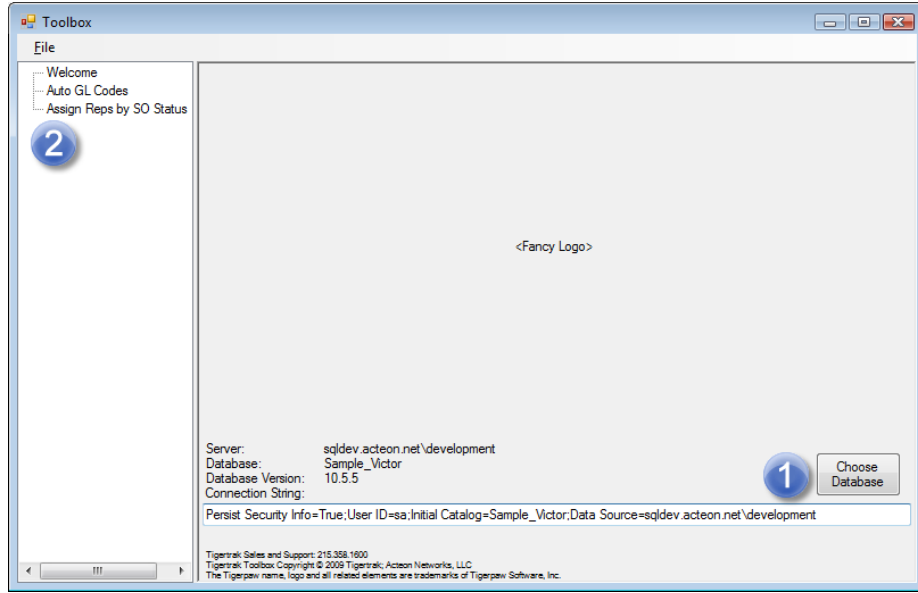 Toolbox
File
Welcome
Auto GL Codes
Assign Reps by SO Status
2
<Fancy Logo>
Server: sqldev.acteon.net\development
Database: Sample_Victor
Database Version: 10.5.5
Connection String:
1
Choose
Database
Persist Security Info=True;User ID=sa;Initial Catalog=Sample_Victor;Data Source=sqldev.acteon.net\development
Tigertrak Sales and Support: 215.358.1600
Tigertrak Toolbox Copyright © 2009 Tigertrak; Acteon Networks, LLC
The Tigerpaw name, logo and all related elements are trademarks of Tigerpaw Software, Inc.